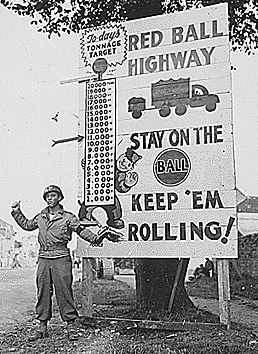 To-day's
TONNAGE
TARGET
RED BALL
HIGHWAY
20,000
19,000
18,000
17,000
16,000
15,000
14,000
13,000
12,000
11,000
10,000
9,000
8,000
7,000
6,000
5,000
4,000
3,000
2,000
STAY ON THE
BALL
KEEP 'EM
ROLLING!